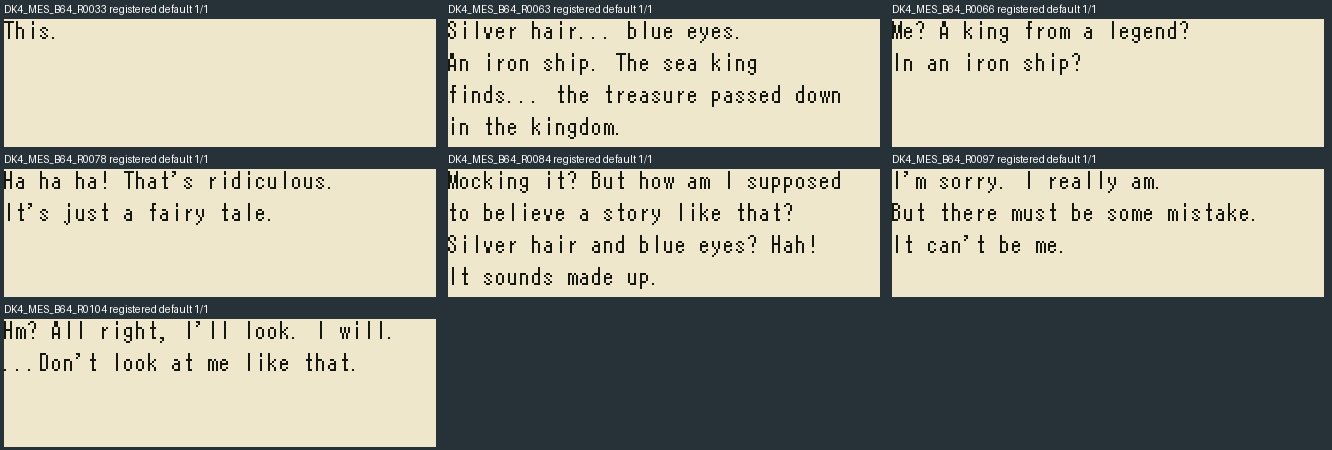 DK4_MES_B64_R0033 registered default 1/1
This.
DK4_MES_B64_R0063 registered default 1/1
Silver hair... blue eyes.
An iron ship. The sea king
finds... the treasure passed down
in the kingdom.
DK4_MES_B64_R0066 registered default 1/1
Me? A king from a legend?
In an iron ship?
DK4_MES_B64_R0078 registered default 1/1
Ha ha ha! That's ridiculous.
It's just a fairy tale.
DK4_MES_B64_R0084 registered default 1/1
Mocking it? But how am I supposed
to believe a story like that?
Silver hair and blue eyes? Hah!
It sounds made up.
DK4_MES_B64_R0097 registered default 1/1
I'm sorry. I really am.
But there must be some mistake.
It can't be me.
DK4_MES_B64_R0104 registered default 1/1
Hm? All right, I'll look. I will.
...Don't look at me like that.